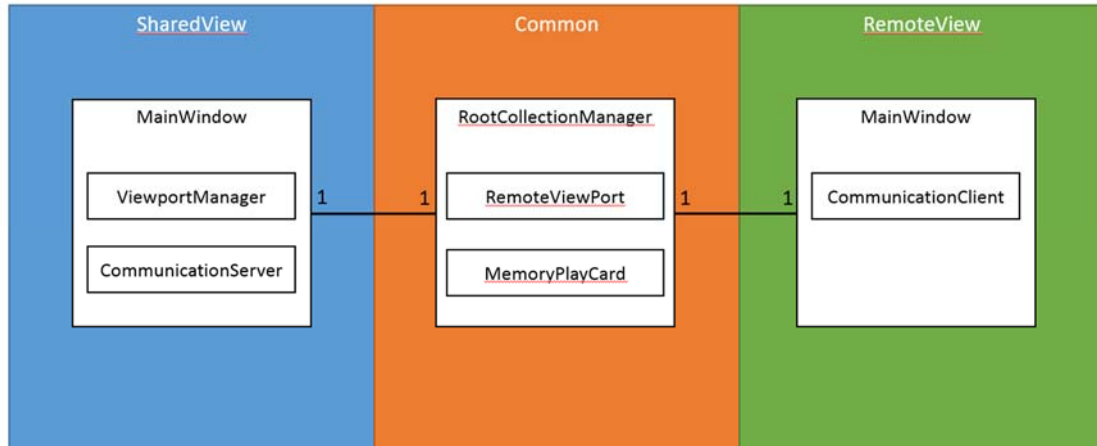 SharedView
Common
RemoteView
MainWindow
RootCollectionManager
MainWindow
ViewportManager
1
1
RemoteViewPort
1
1
CommunicationClient
CommunicationServer
MemoryPlayCard